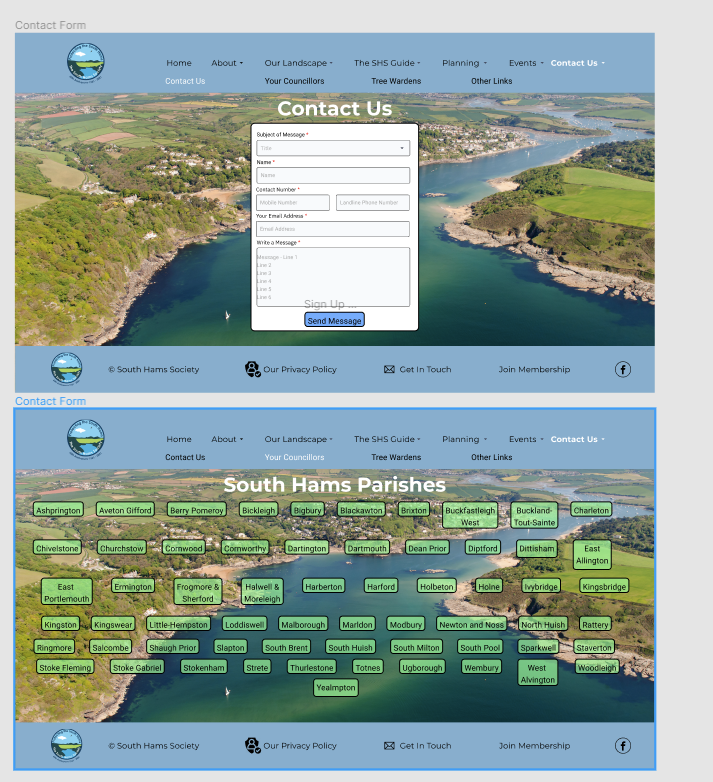 Contact Form
Home About Our Landscape The SHS Guide Planning Events Contact Us
Contact Us Your Councillors Tree Wardens Other Links
Contact Us
Subject of Message *
Title
Name *
Name
Contact Number *
Mobile Number Landline Phone Number
Your Email Address *
Email Address
Write a Message *
Message - Line 1
Line 2
Line 3
Line 4
Line 5
Line 6
Sign Up ...
Send Message
© South Hams Society Our Privacy Policy Get In Touch Join Membership
Contact Form
Home About Our Landscape The SHS Guide Planning Events Contact Us
Contact Us Your Councillors Tree Wardens Other Links
South Hams Parishes
Ashprington Aveton Gifford Berry Pomeroy Bickleigh Bigbury Blackawton Brixton Buckfastleigh West Buckland-Tout-Sainte Charleton
Chivelstone Churchstow Cornwood Cornworthy Dartington Dartmouth Dean Prior Diptford Dittisham East Allington
East Portlemouth Ermington Frogmore & Sherford Halwell & Moreleigh Harberton Harford Holbeton Holne Ivybridge Kingsbridge
Kingston Kingswear Little-Hempston Loddiswell Malborough Marldon Modbury Newton and Noss North Huish Rattery
Ringmore Salcombe Shaugh Prior Slapton South Brent South Huish South Milton South Pool Sparkwell Staverton
Stoke Fleming Stoke Gabriel Stokenham Strete Thurlestone Totnes Ugborough Wembury West Alvington Woodleigh
Yealmpton
© South Hams Society Our Privacy Policy Get In Touch Join Membership